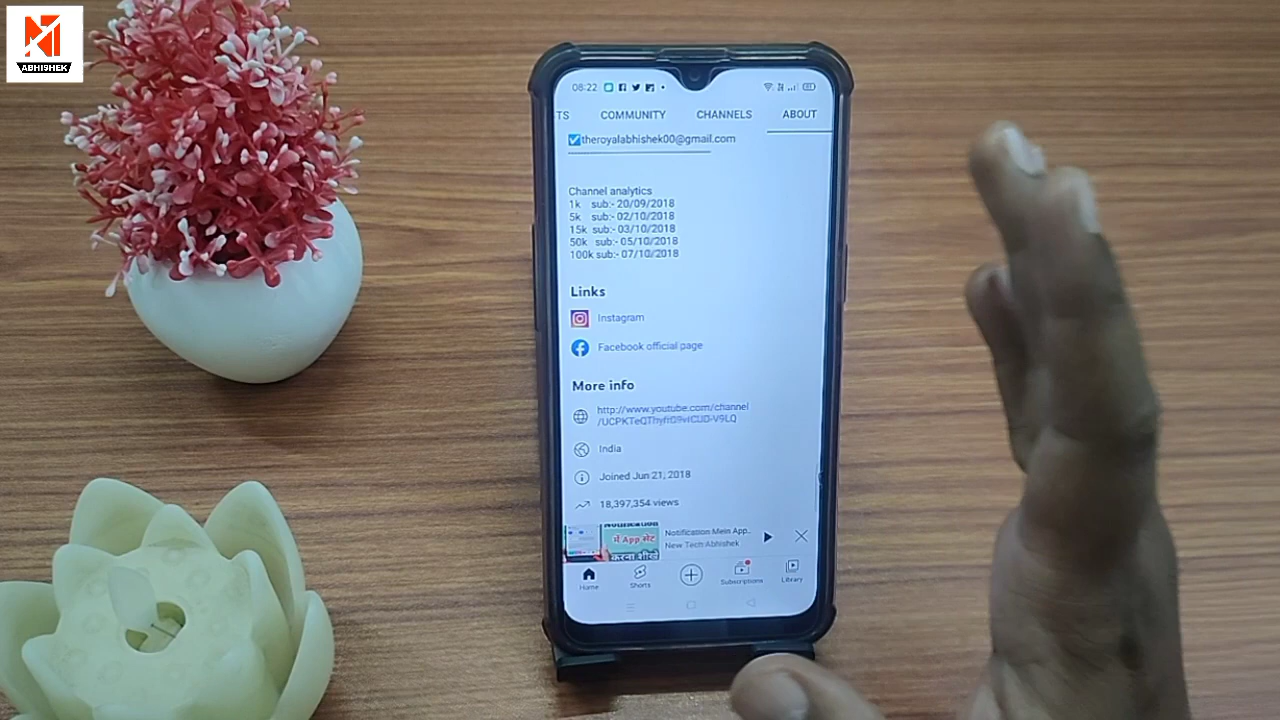 ABHISHEK
08:22
TS COMMUNITY CHANNELS ABOUT
☑theroyalabhishek00@gmail.com
Channel analytics
1k sub:- 20/09/2018
5k sub:- 02/10/2018
15k sub:- 03/10/2018
50k sub:- 05/10/2018
100k sub:- 07/10/2018
Links
Instagram
Facebook official page
More info
http://www.youtube.com/channel
India
Joined Jun 21, 2018
18,397,354 views
Notification
में App सेट
Notification Mein App..
New Tech Abhishek
Home Shorts Subscriptions Library